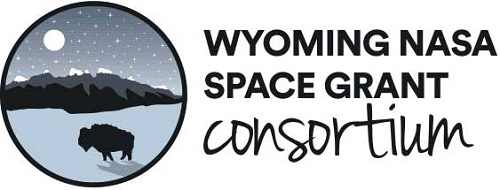 WYOMING NASA
SPACE GRANT
consortium